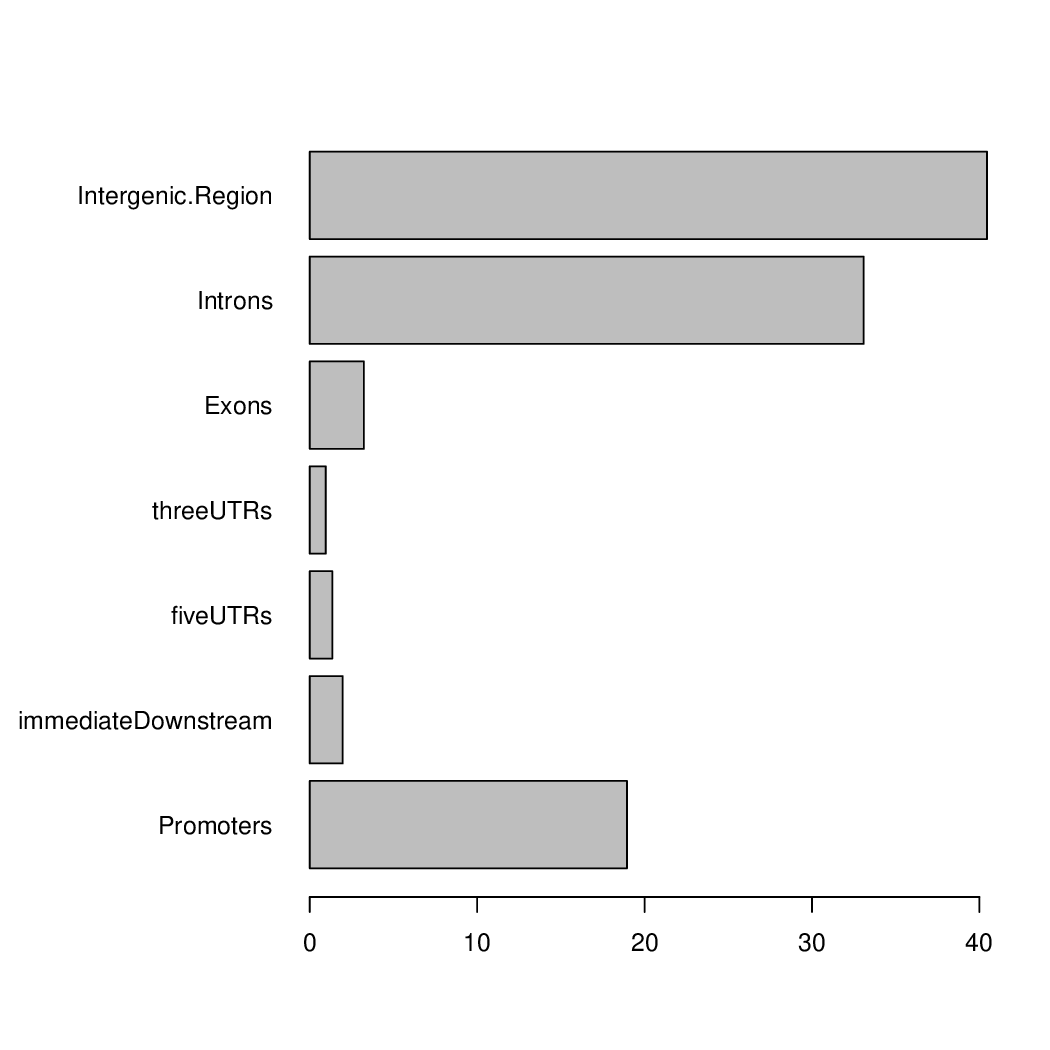 Intergenic.Region
Introns
Exons
threeUTRs
fiveUTRs
immediateDownstream
Promoters
0 10 20 30 40